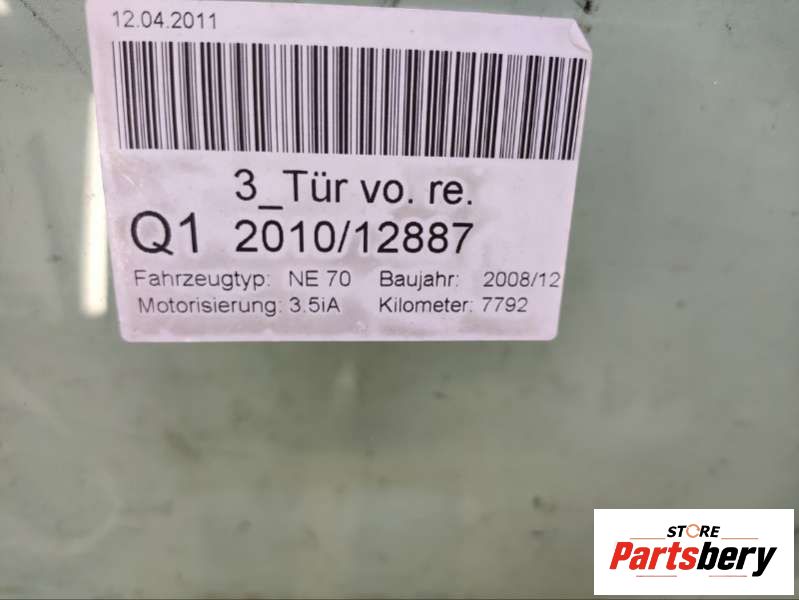 12.04.2011
3_Tür vo. re.
Q1 2010/12887
Fahrzeugtyp: NE 70 Baujahr: 2008/12
Motorisierung: 3.5iA Kilometer: 7792
STORE
Partsbery